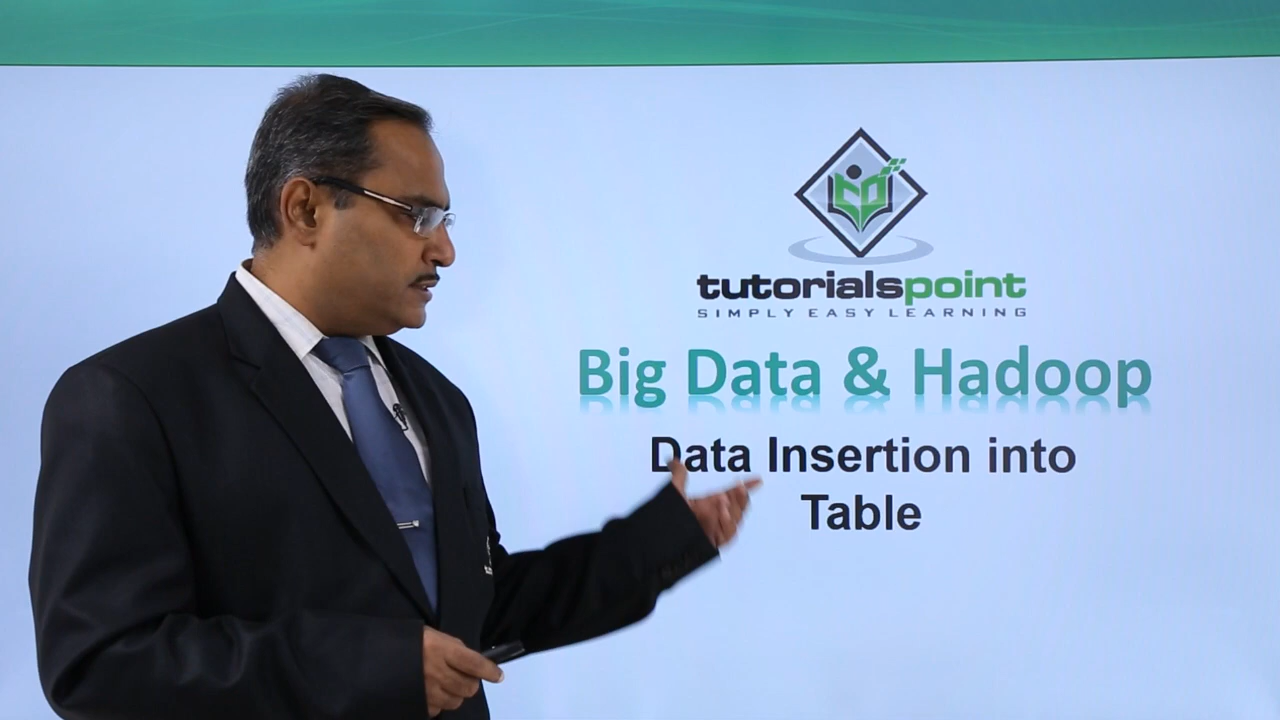 tutorialspoint
SIMPLY EASY LEARNING
Big Data & Hadoop
Data Insertion into
Table